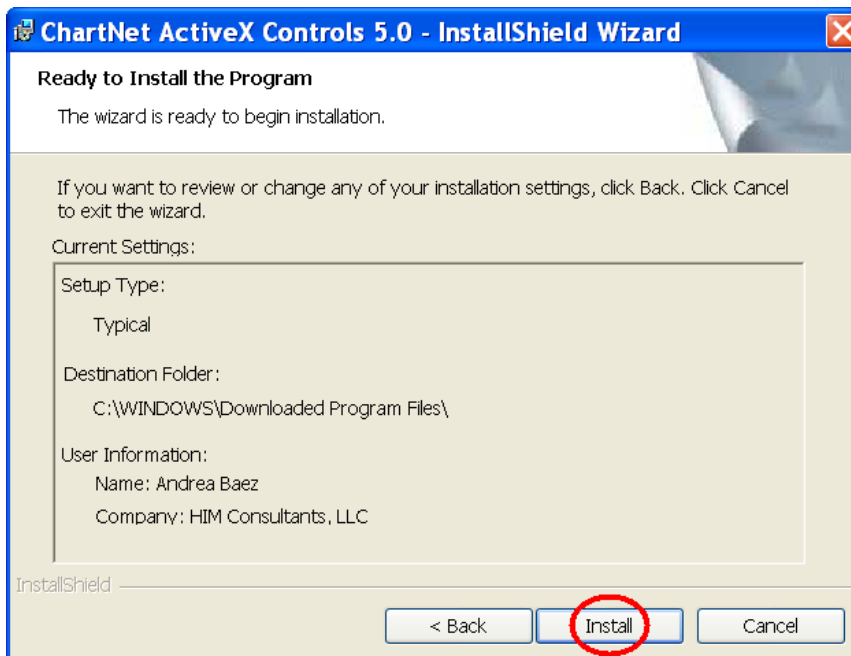 ChartNet ActiveX Controls 5.0 - InstallShield Wizard
Ready to Install the Program
The wizard is ready to begin installation.
If you want to review or change any of your installation settings, click Back. Click Cancel
to exit the wizard.
Current Settings:
Setup Type:
Typical
Destination Folder:
C:\WINDOWS\Downloaded Program Files\
User Information:
Name: Andrea Baez
Company: HIM Consultants, LLC
InstallShield
< Back
Install
Cancel